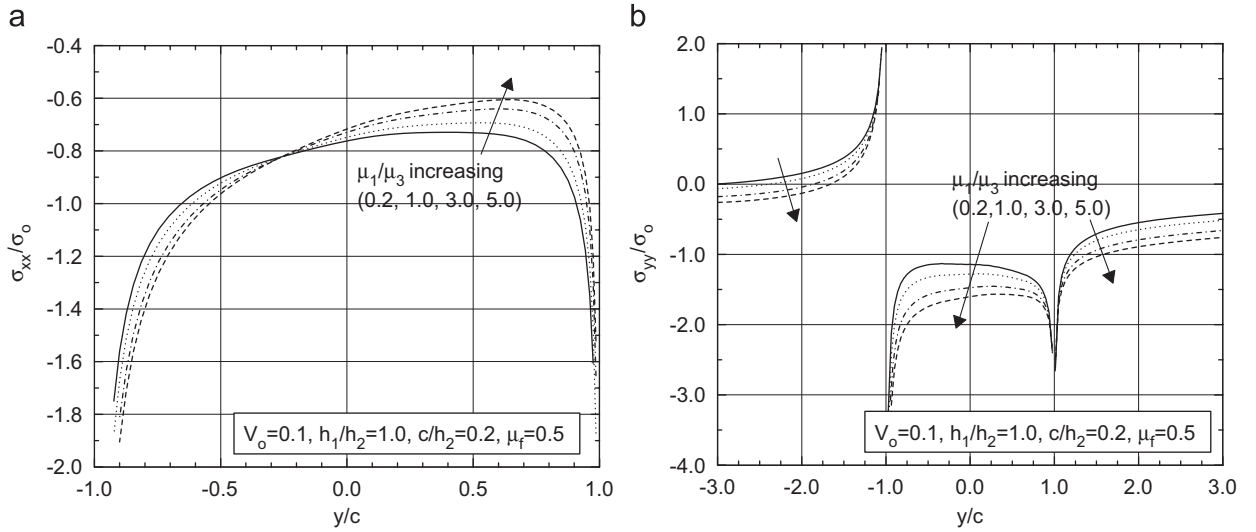 a
-0.4
-0.6
-0.8
-1.0
-1.2
-1.4
-1.6
-1.8
-2.0
σxx/σo
μ1/μ3 increasing
(0.2, 1.0, 3.0, 5.0)
Vo=0.1, h1/h2=1.0, c/h2=0.2, μf=0.5
-1.0 -0.5 0.0 0.5 1.0
y/c
b
2.0
1.0
0.0
-1.0
-2.0
-3.0
-4.0
σyy/σo
μ1/μ3 increasing
(0.2,1.0, 3.0, 5.0)
Vo=0.1, h1/h2=1.0, c/h2=0.2, μf=0.5
-3.0 -2.0 -1.0 0.0 1.0 2.0 3.0
y/c